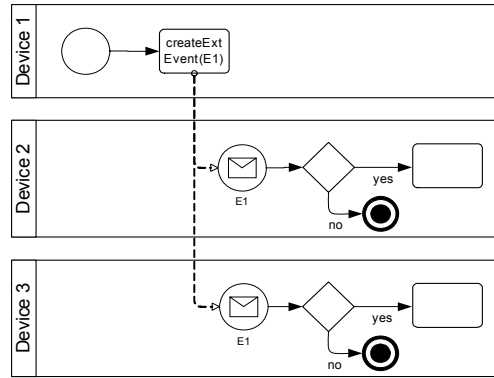 Device 1
createExt
Event(E1)
Device 2
E1
yes
no
Device 3
E1
yes
no